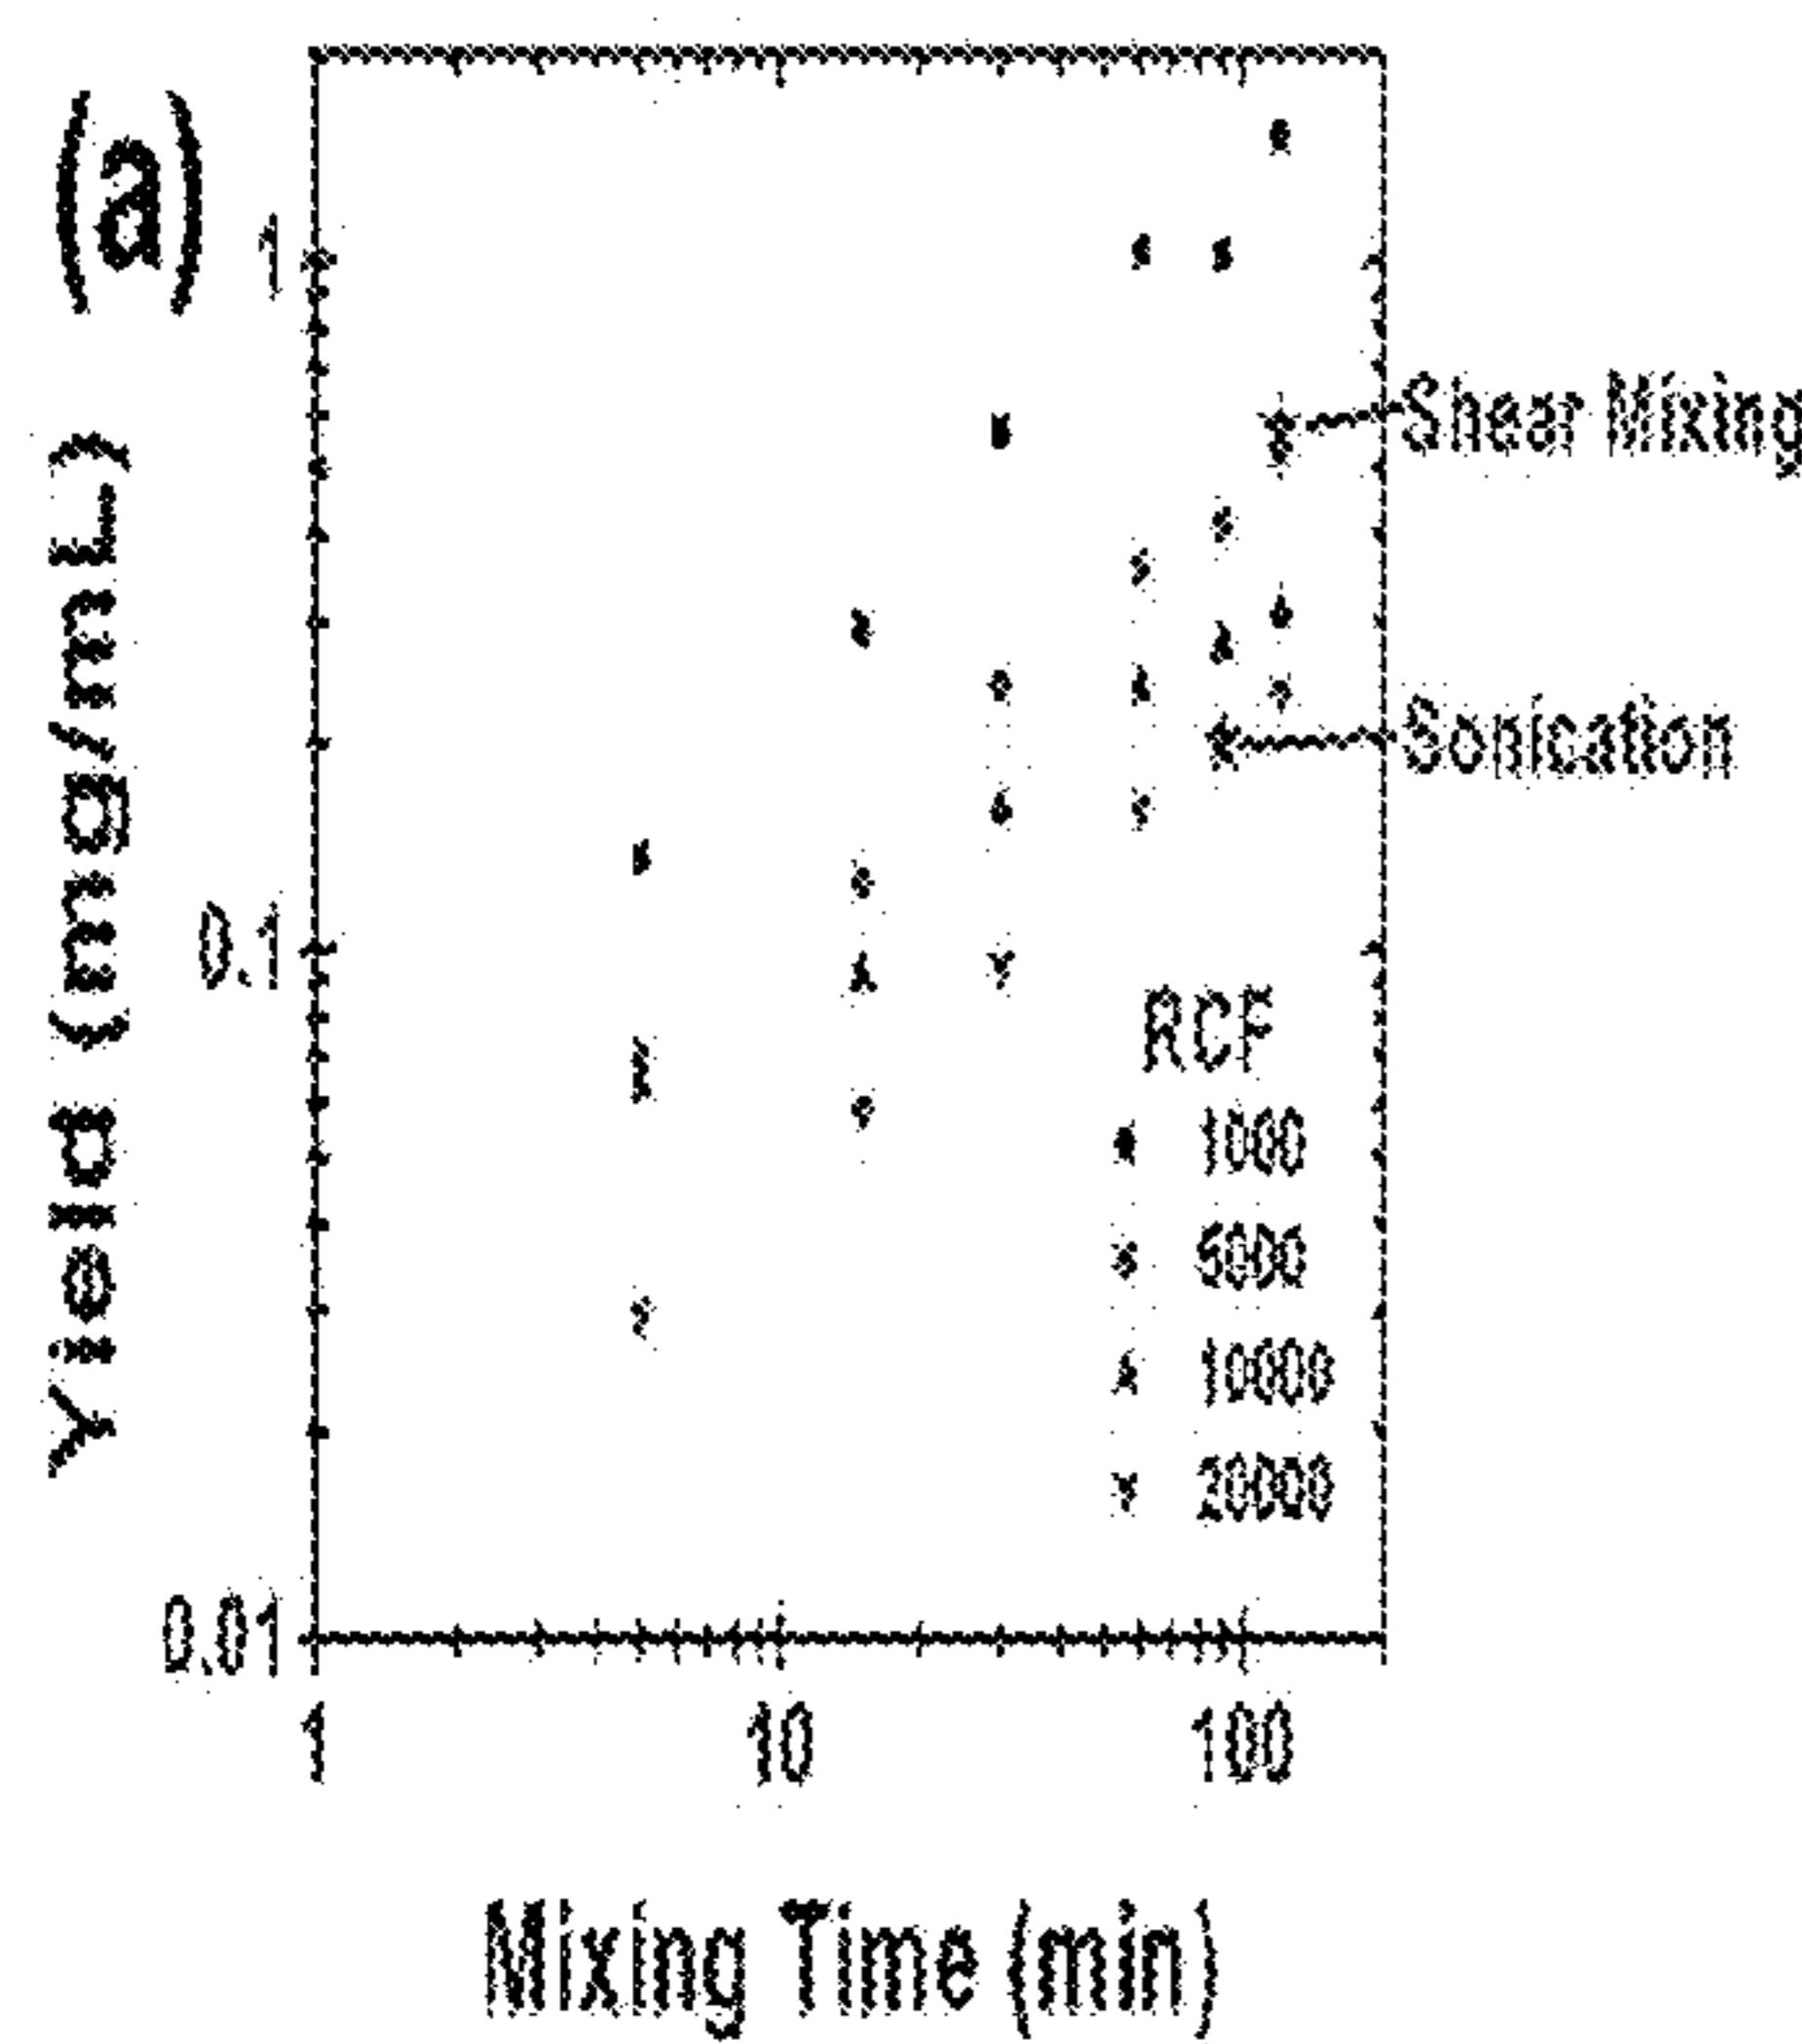 (a)
Yield (mg/mL)
1
0.1
0.01
Shear Mixing
Sonication
RCF
1000
5000
10000
20000
1
10
100
Mixing Time (min)